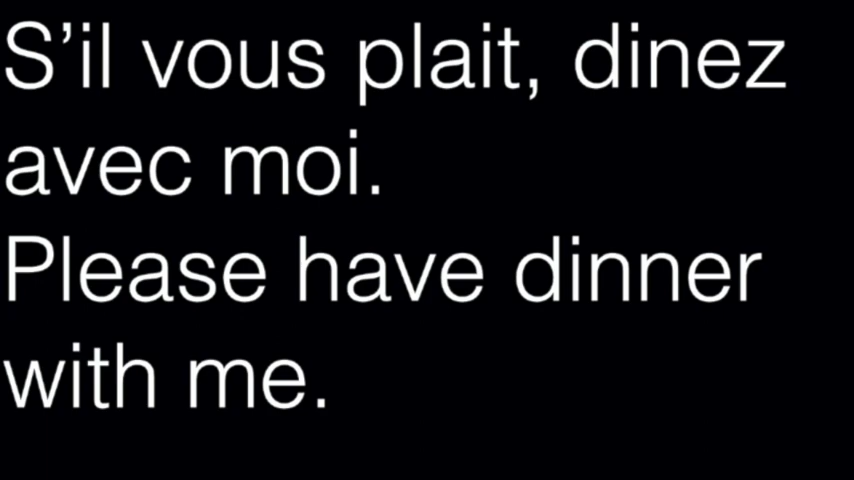 S’il vous plait, dinez
avec moi.
Please have dinner
with me.